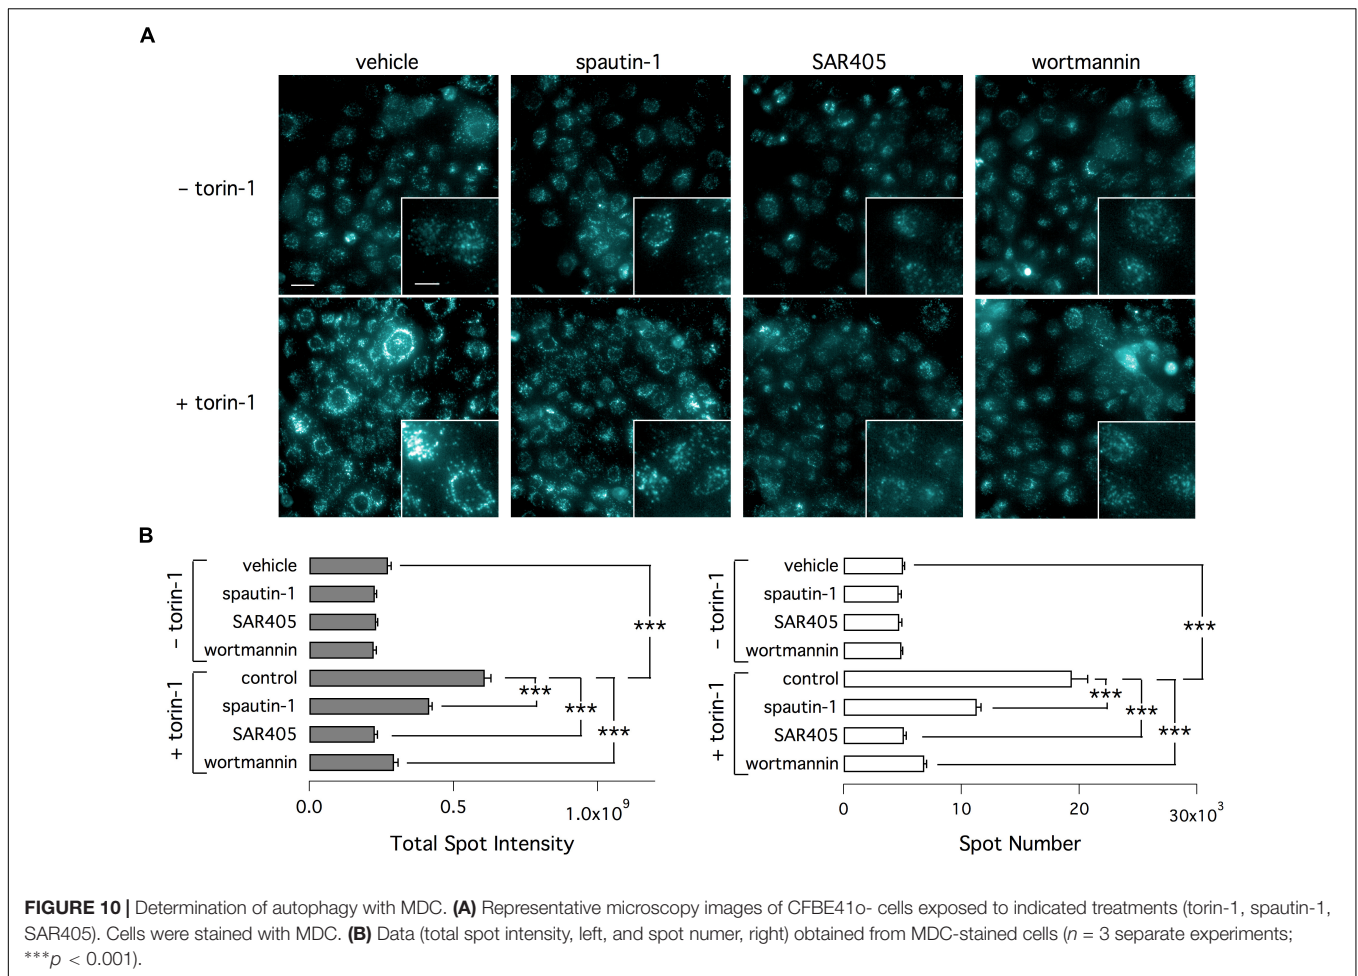 A
vehicle spautin-1 SAR405 wortmannin
– torin-1
+ torin-1
B
– torin-1
vehicle
spautin-1
SAR405
wortmannin
+ torin-1
control
spautin-1
SAR405
wortmannin
***
***
***
***
0.0 0.5 1.0x10⁹
Total Spot Intensity
– torin-1
vehicle
spautin-1
SAR405
wortmannin
+ torin-1
control
spautin-1
SAR405
wortmannin
***
***
***
***
0 10 20 30x10³
Spot Number
FIGURE 10 | Determination of autophagy with MDC. (A) Representative microscopy images of CFBE41o- cells exposed to indicated treatments (torin-1, spautin-1,
SAR405). Cells were stained with MDC. (B) Data (total spot intensity, left, and spot numer, right) obtained from MDC-stained cells (n = 3 separate experiments;
***p < 0.001).